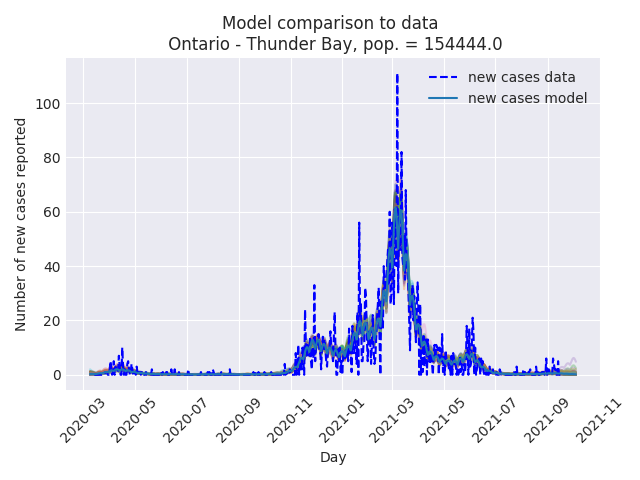 Model comparison to data
Ontario - Thunder Bay, pop. = 154444.0
new cases data
new cases model
Number of new cases reported
100
80
60
40
20
0
2020-03
2020-05
2020-07
2020-09
2020-11
2021-01
2021-03
2021-05
2021-07
2021-09
2021-11
Day